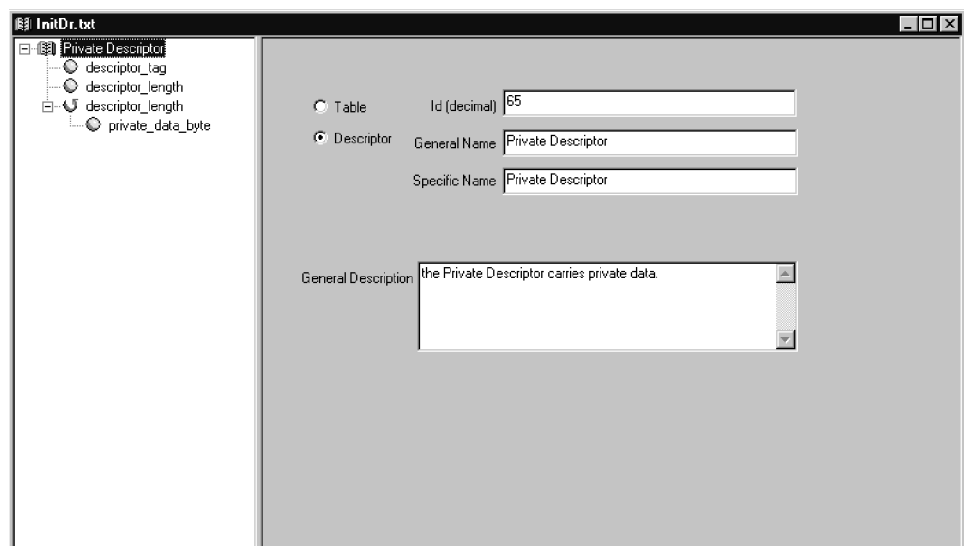 InitDr.txt
Private Descriptor
descriptor_tag
descriptor_length
descriptor_length
private_data_byte
Table
Id (decimal) 65
Descriptor
General Name Private Descriptor
Specific Name Private Descriptor
General Description the Private Descriptor carries private data.